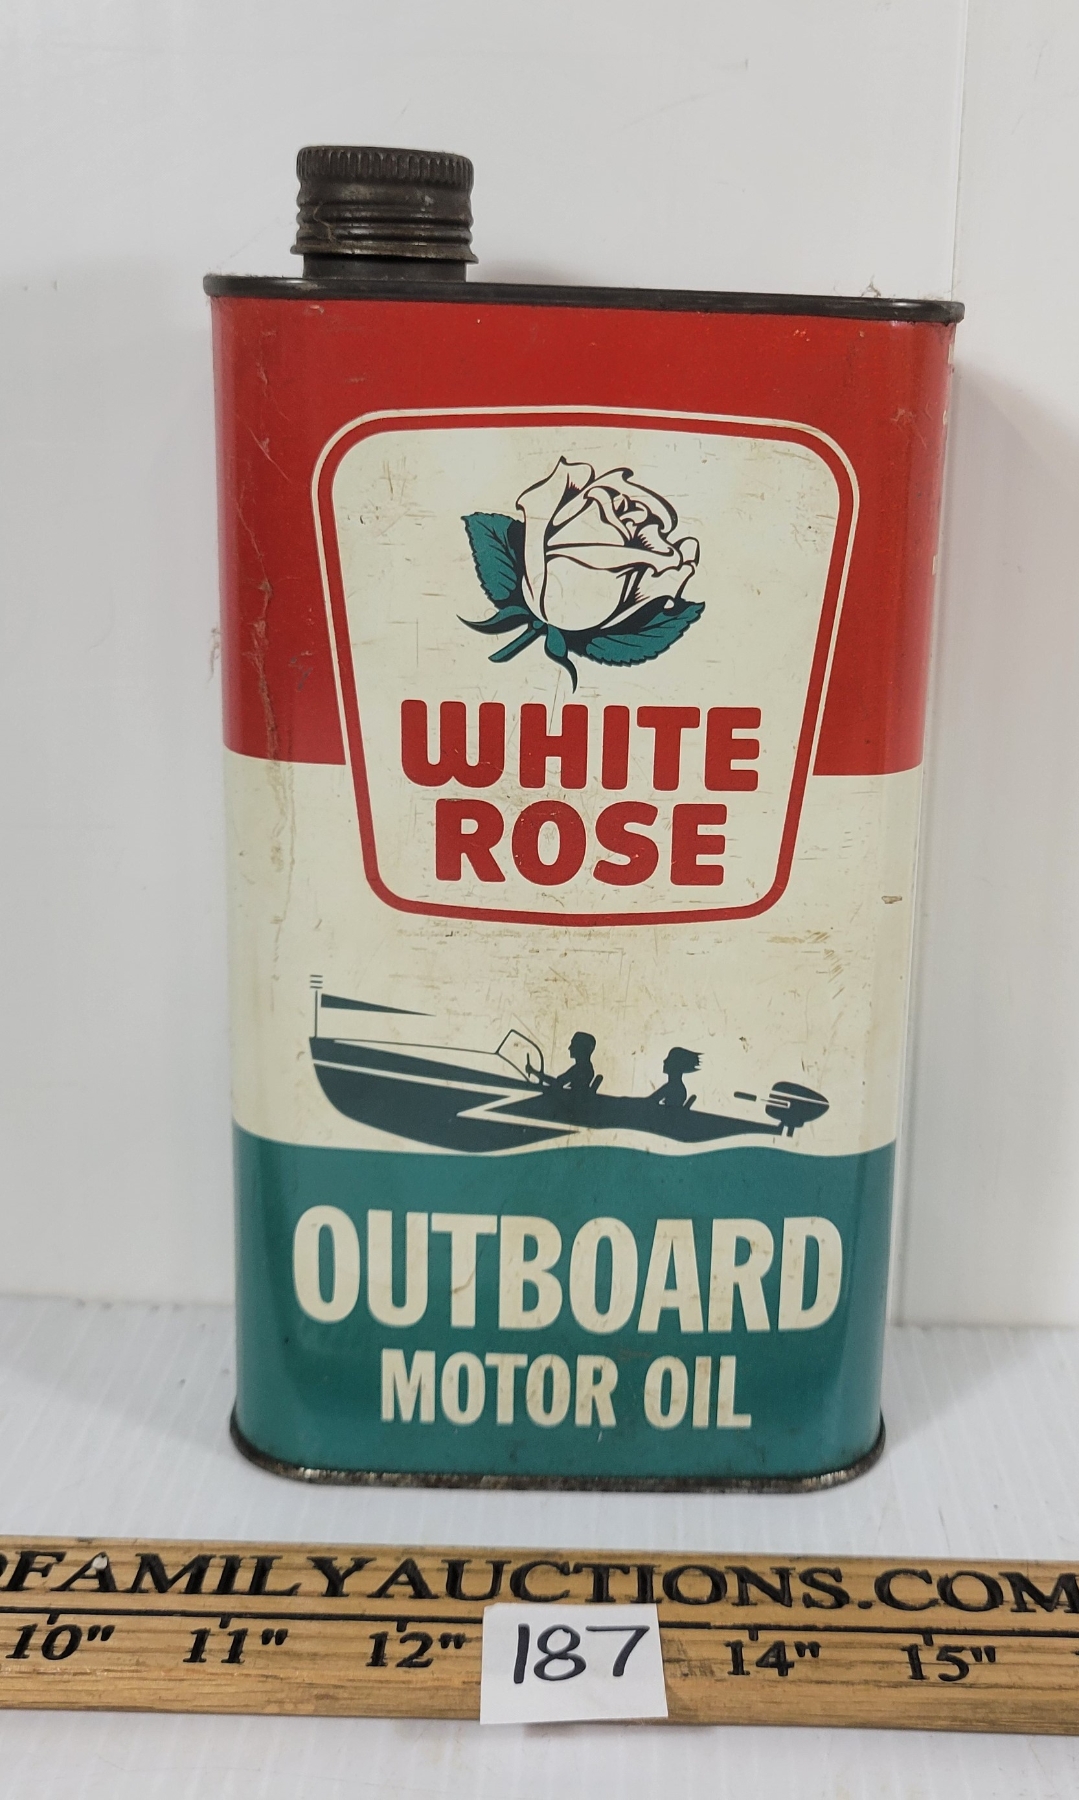 WHITE
ROSE
OUTBOARD
MOTOR OIL
FAMILYAUCTIONS.COM
10" 11" 12" 187 14" 15"